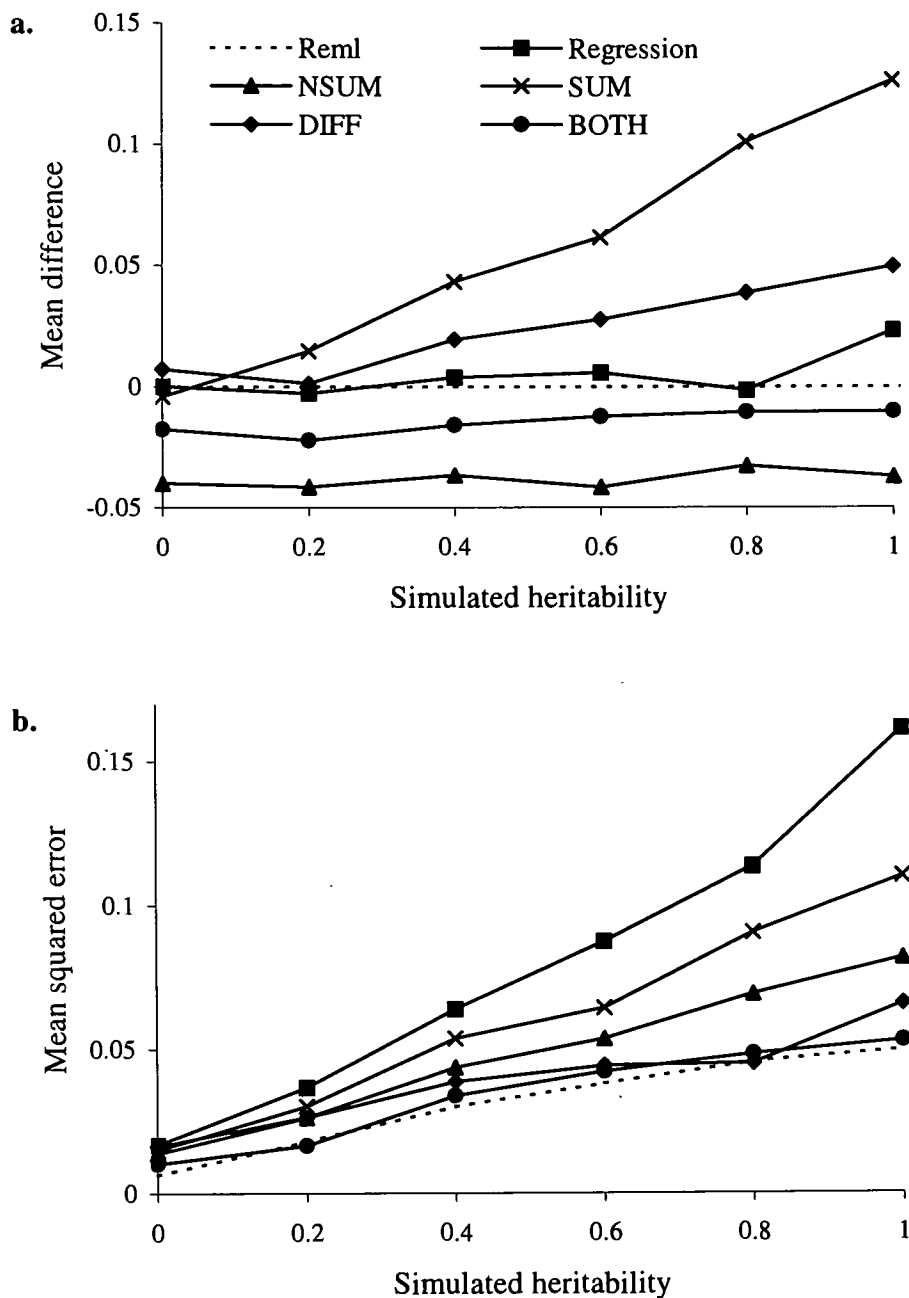 a.
0.15
Reml
Regression
NSUM
SUM
DIFF
BOTH
0.1
0.05
0
-0.05
Mean difference
0 0.2 0.4 0.6 0.8 1
Simulated heritability
b.
0.15
0.1
0.05
0
Mean squared error
0 0.2 0.4 0.6 0.8 1
Simulated heritability